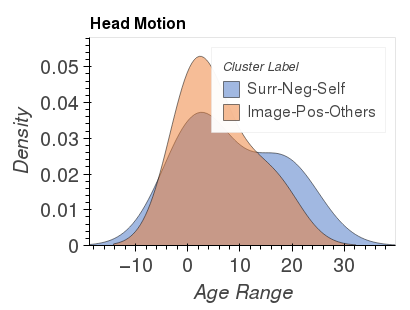 Head Motion
Cluster Label
Surr-Neg-Self
Image-Pos-Others
Density
0.05
0.04
0.03
0.02
0.01
0
−10
0
10
20
30
Age Range